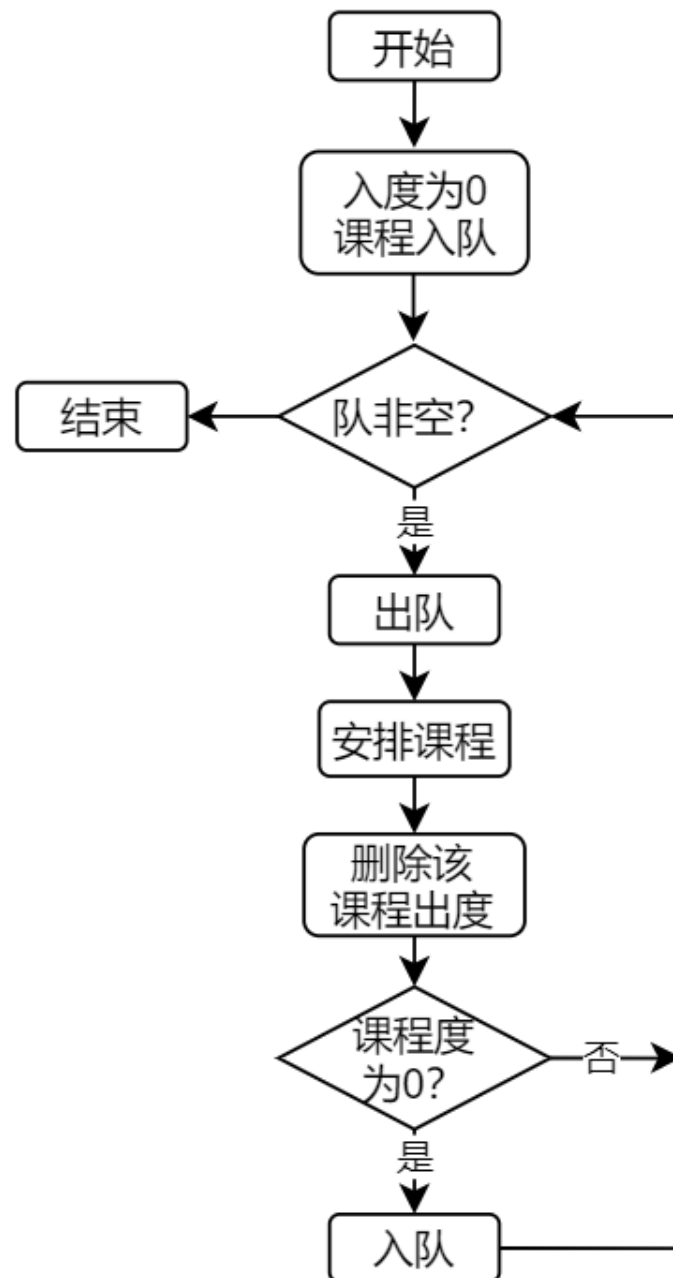 开始
入度为0
课程入队
队非空?
结束
是
出队
安排课程
删除该
课程出度
课程度
为0?
否
是
入队